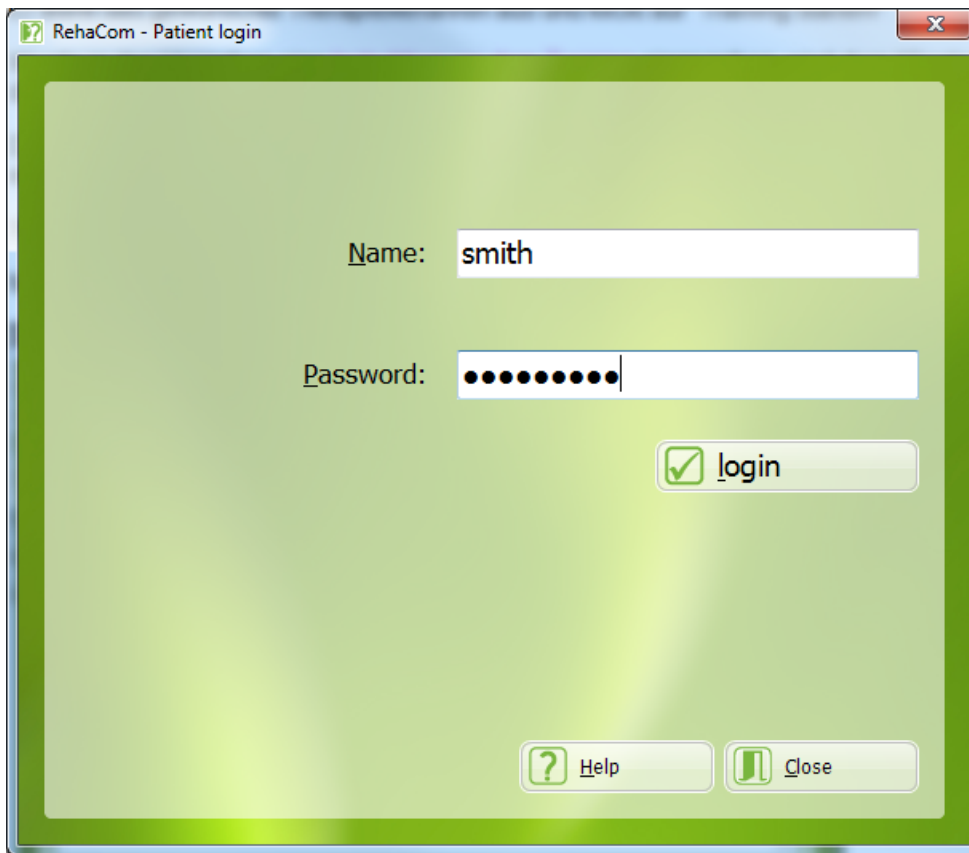 RehaCom - Patient login
Name: smith
Password: ●●●●●●●●●
login
Help Close